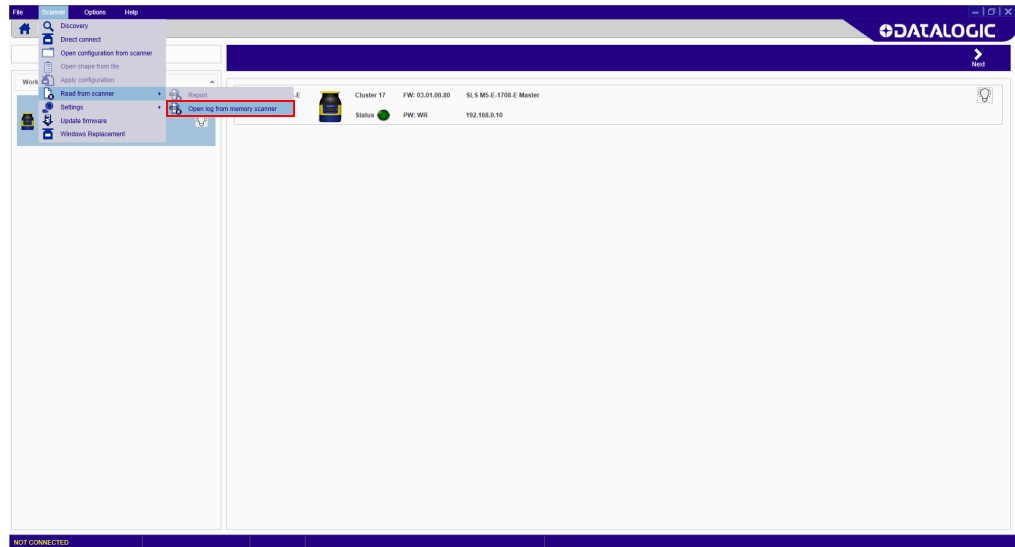 File Scanner Options Help
DATALOGIC
Discovery
Direct connect
Open configuration from scanner
Open shape from file
Apply configuration
Read from scanner
Settings
Update firmware
Windows Replacement
Report
Open log from memory scanner
Next
Work
-E
Cluster 17 FW: 03.01.00.80 SLS M5-E-1708-E Master
Status PW: WR 192.168.0.10
NOT CONNECTED